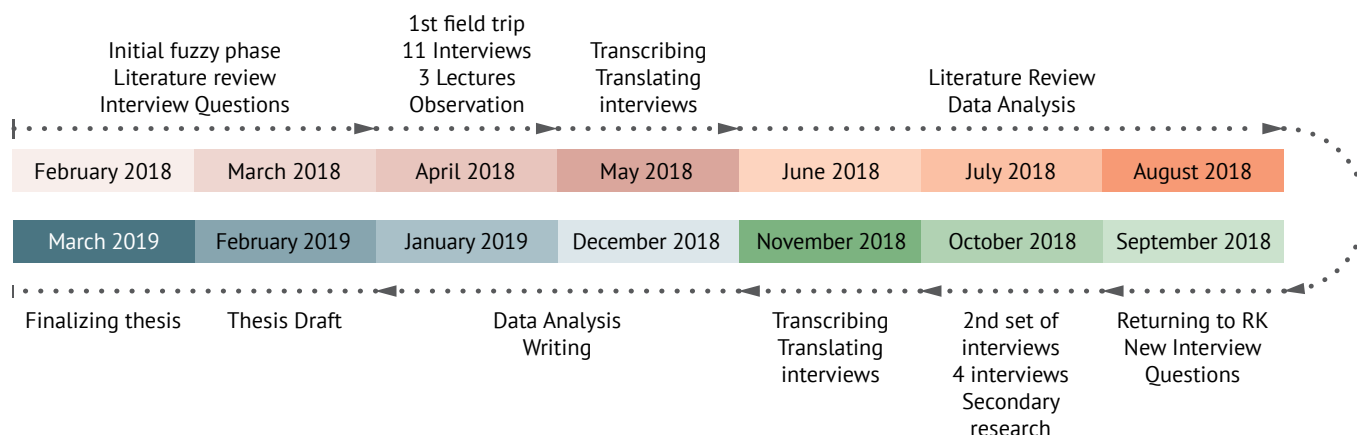 Initial fuzzy phase
Literature review
Interview Questions
1st field trip
11 Interviews
3 Lectures
Observation
Transcribing
Translating
interviews
Literature Review
Data Analysis
February 2018
March 2018
April 2018
May 2018
June 2018
July 2018
August 2018
March 2019
February 2019
January 2019
December 2018
November 2018
October 2018
September 2018
Finalizing thesis
Thesis Draft
Data Analysis
Writing
Transcribing
Translating
interviews
2nd set of
interviews
4 interviews
Secondary
research
Returning to RK
New Interview
Questions